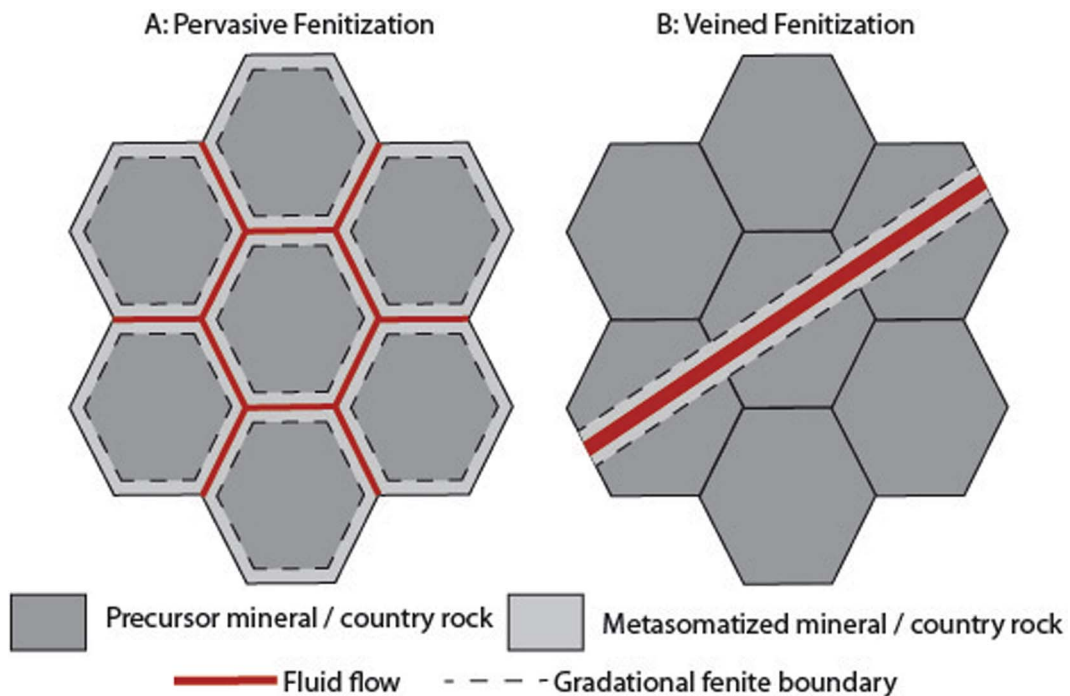 A: Pervasive Fenitization
B: Veined Fenitization
Precursor mineral / country rock
Metasomatized mineral / country rock
Fluid flow
Gradational fenite boundary